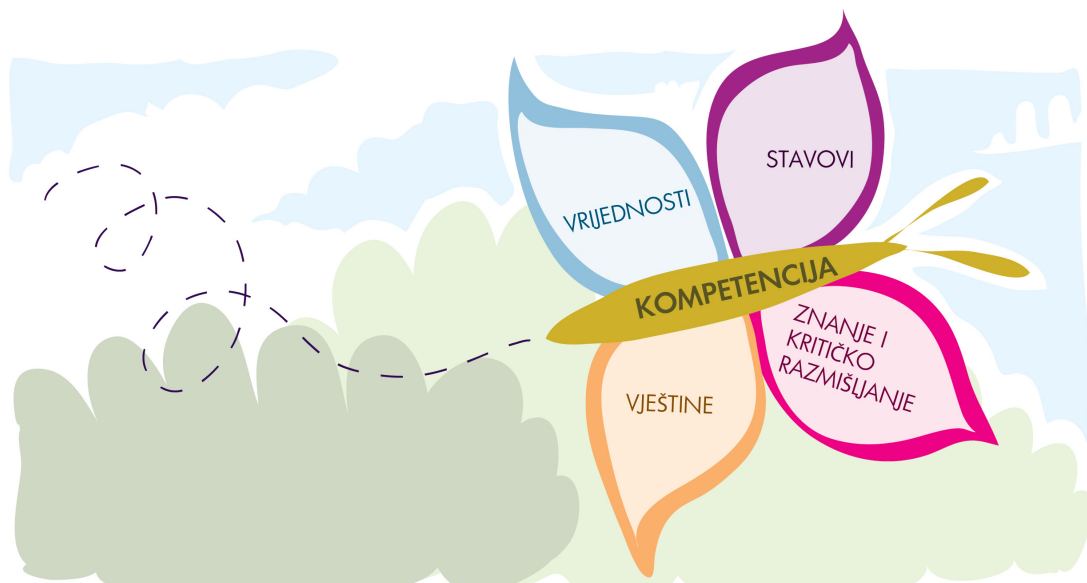 STAVOVI
VRIJEDNOSTI
KOMPETENCIJA
ZNANJE I
KRITIČKO
RAZMIŠLJANJE
VJEŠTINE